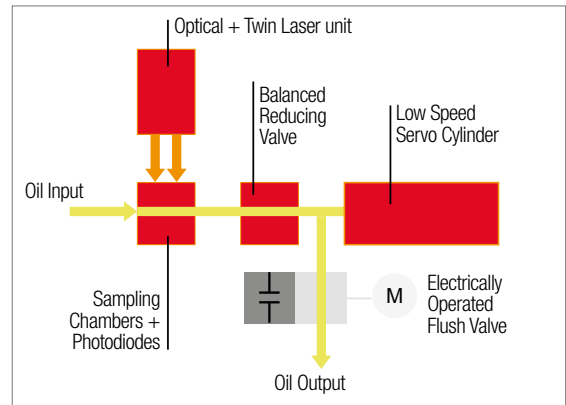 Optical + Twin Laser unit
Balanced
Reducing
Valve
Low Speed
Servo Cylinder
Oil Input
Sampling
Chambers +
Photodiodes
M
Electrically
Operated
Flush Valve
Oil Output